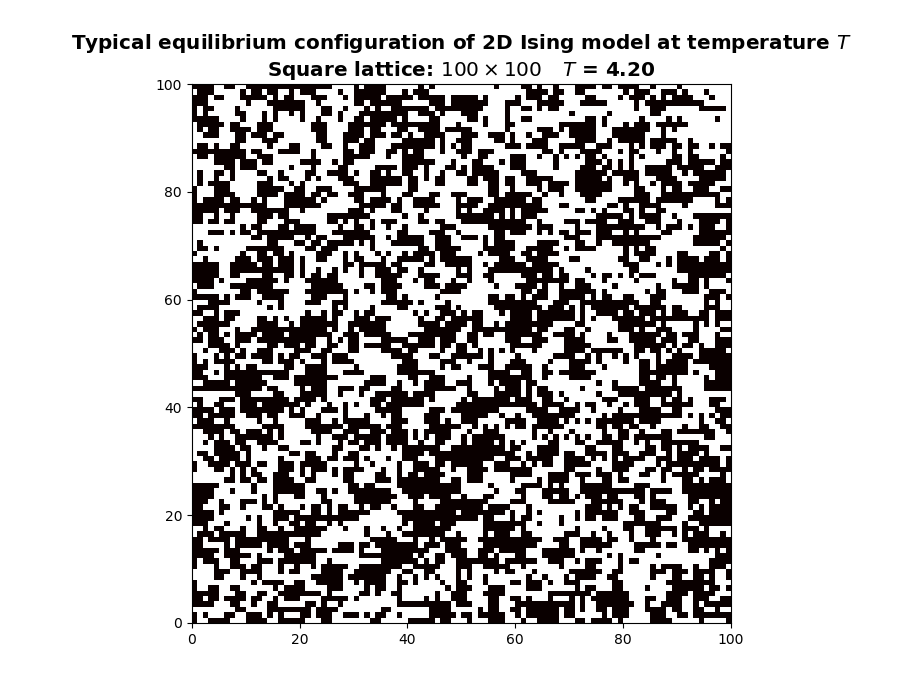 Typical equilibrium configuration of 2D Ising model at temperature T
Square lattice: 100 × 100 T = 4.20
100
80
60
40
20
0
0 20 40 60 80 100